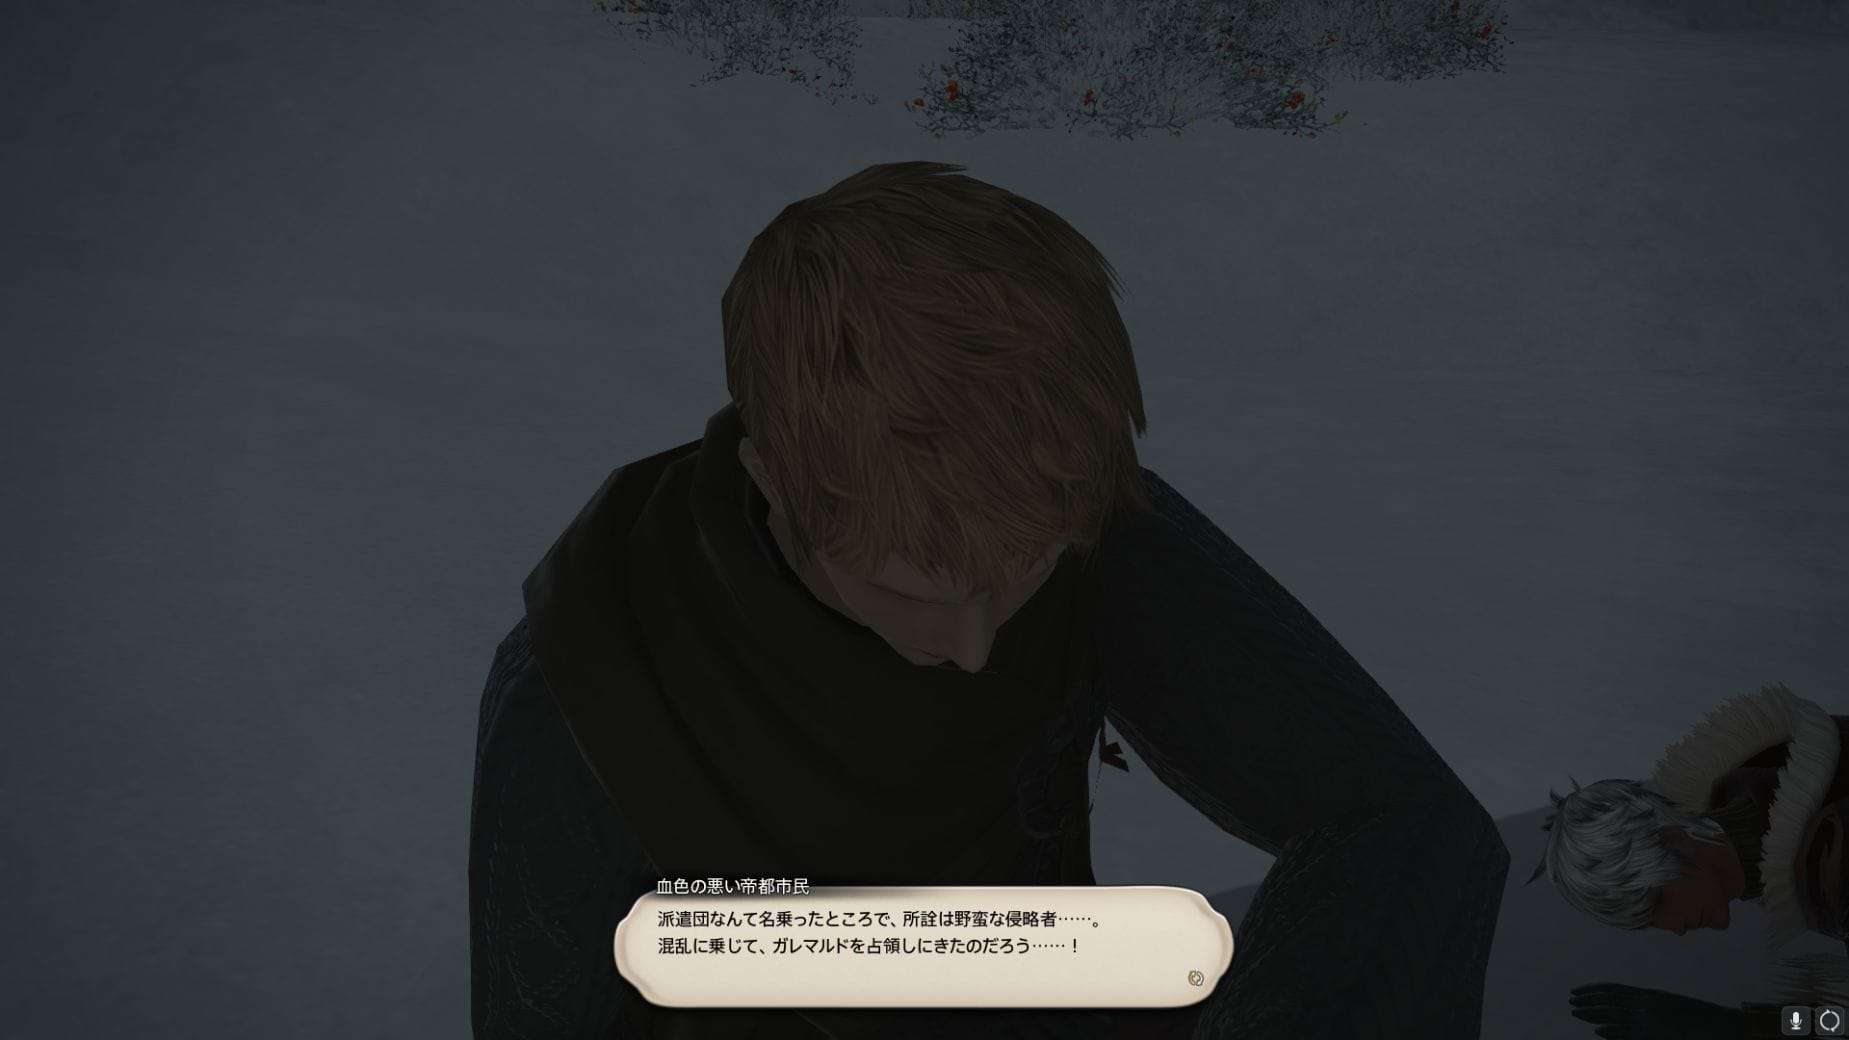 血色の悪い帝都市民
派遣団なんて名乗ったところで、所詮は野蛮な侵略者……。
混乱に乗じて、ガレマルドを占領しにきたのだろう……！